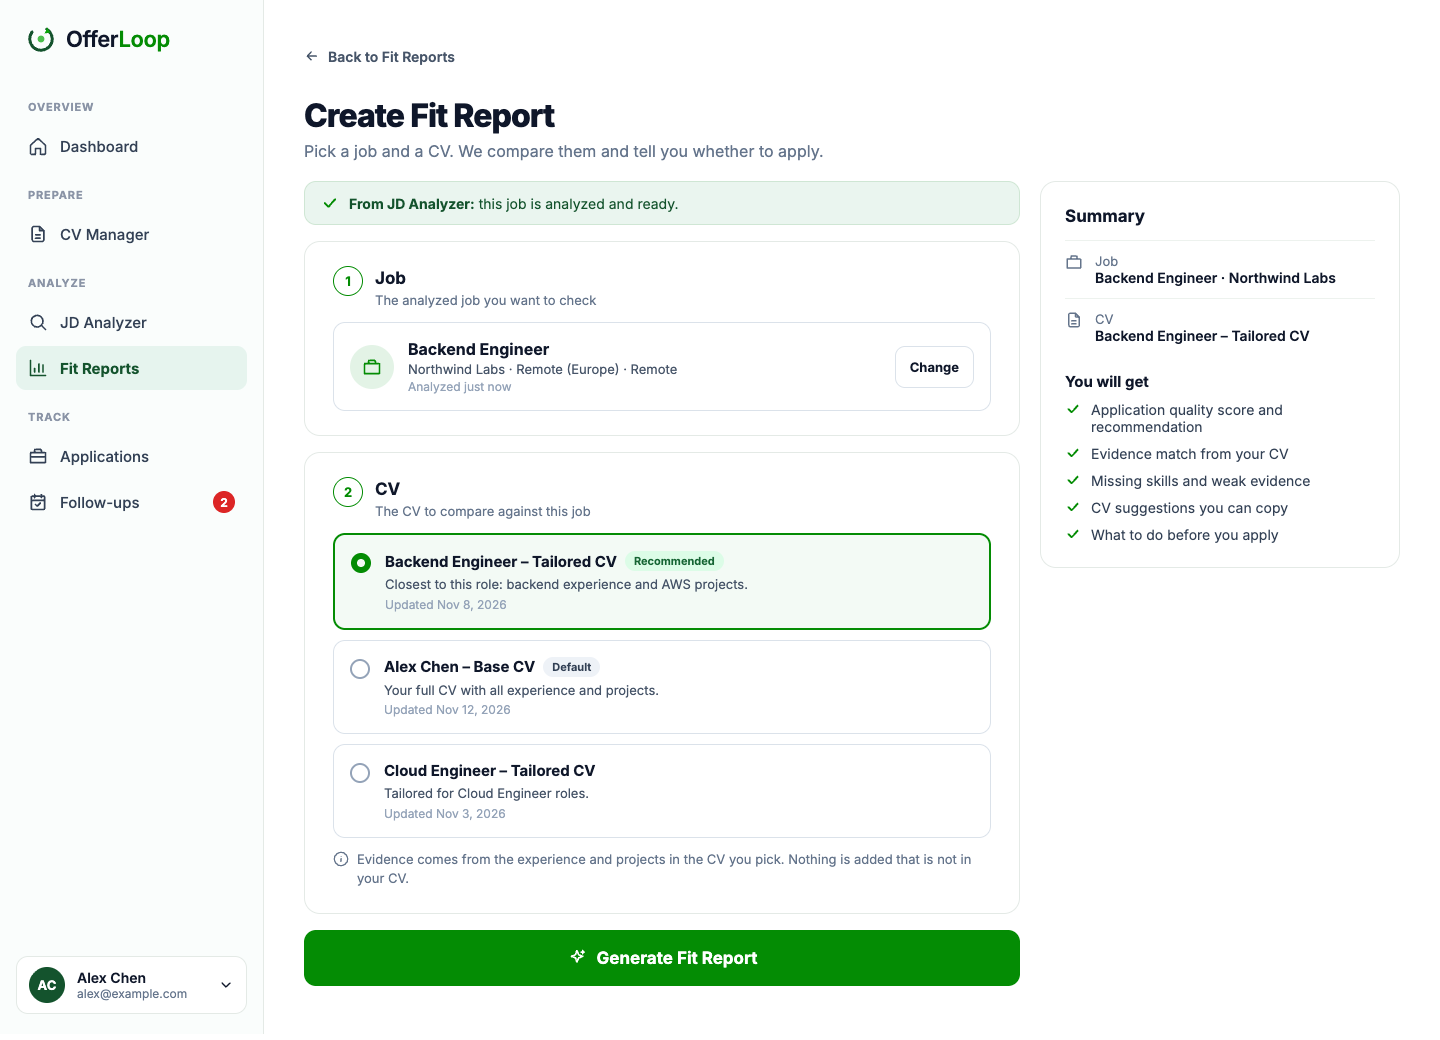 OfferLoop
OVERVIEW
Dashboard
PREPARE
CV Manager
ANALYZE
JD Analyzer
Fit Reports
TRACK
Applications
Follow-ups
2
AC
Alex Chen
alex@example.com
Back to Fit Reports
Create Fit Report
Pick a job and a CV. We compare them and tell you whether to apply.
From JD Analyzer: this job is analyzed and ready.
1
Job
The analyzed job you want to check
Backend Engineer
Northwind Labs · Remote (Europe) · Remote
Analyzed just now
Change
2
CV
The CV to compare against this job
Backend Engineer – Tailored CV Recommended
Closest to this role: backend experience and AWS projects.
Updated Nov 8, 2026
Alex Chen – Base CV Default
Your full CV with all experience and projects.
Updated Nov 12, 2026
Cloud Engineer – Tailored CV
Tailored for Cloud Engineer roles.
Updated Nov 3, 2026
Evidence comes from the experience and projects in the CV you pick. Nothing is added that is not in
your CV.
Generate Fit Report
Summary
Job
Backend Engineer · Northwind Labs
CV
Backend Engineer – Tailored CV
You will get
Application quality score and
recommendation
Evidence match from your CV
Missing skills and weak evidence
CV suggestions you can copy
What to do before you apply